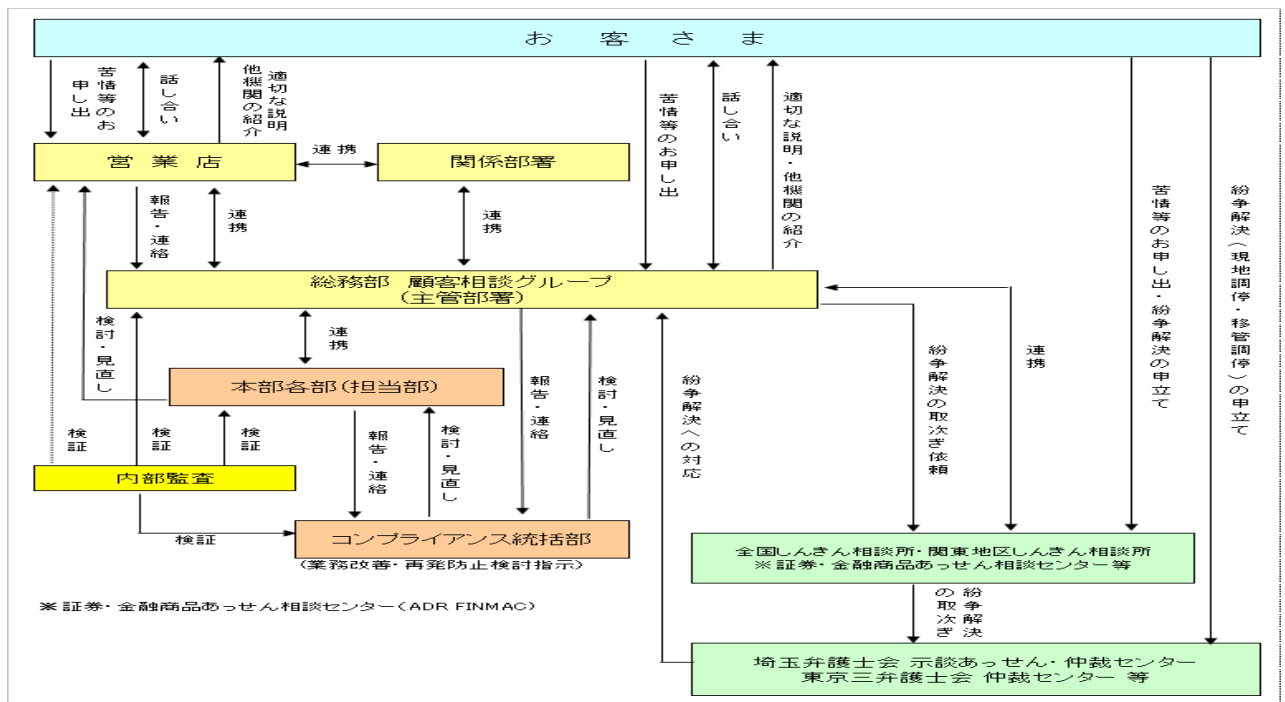 お客さま
苦情等のお
申し出
話し合い
適切な説明
他機関の紹介
苦情等のお申し出
話し合い
適切な説明・他機関の紹介
苦情等のお申し出・紛争解決の申立て
紛争解決(現地調停・移管調停)の申立て
営業店
連携
関係部署
報告・連絡
連携
連携
総務部 顧客相談グループ
(主管部署)
検討・見直し
連携
本部各部(担当部)
報告・連絡
検討・見直し
紛争解決への対応
紛争解決の取次ぎ依頼
連携
検証
検証
検証
報告・連絡
検討・見直し
内部監査
検証
コンプライアンス統括部
(業務改善・再発防止検討指示)
全国しんきん相談所・関東地区しんきん相談所
※証券・金融商品あっせん相談センター等
※証券・金融商品あっせん相談センター(ADR FINMAC)
紛争解決
の取次ぎ
埼玉弁護士会 示談あっせん・仲裁センター
東京三弁護士会 仲裁センター 等